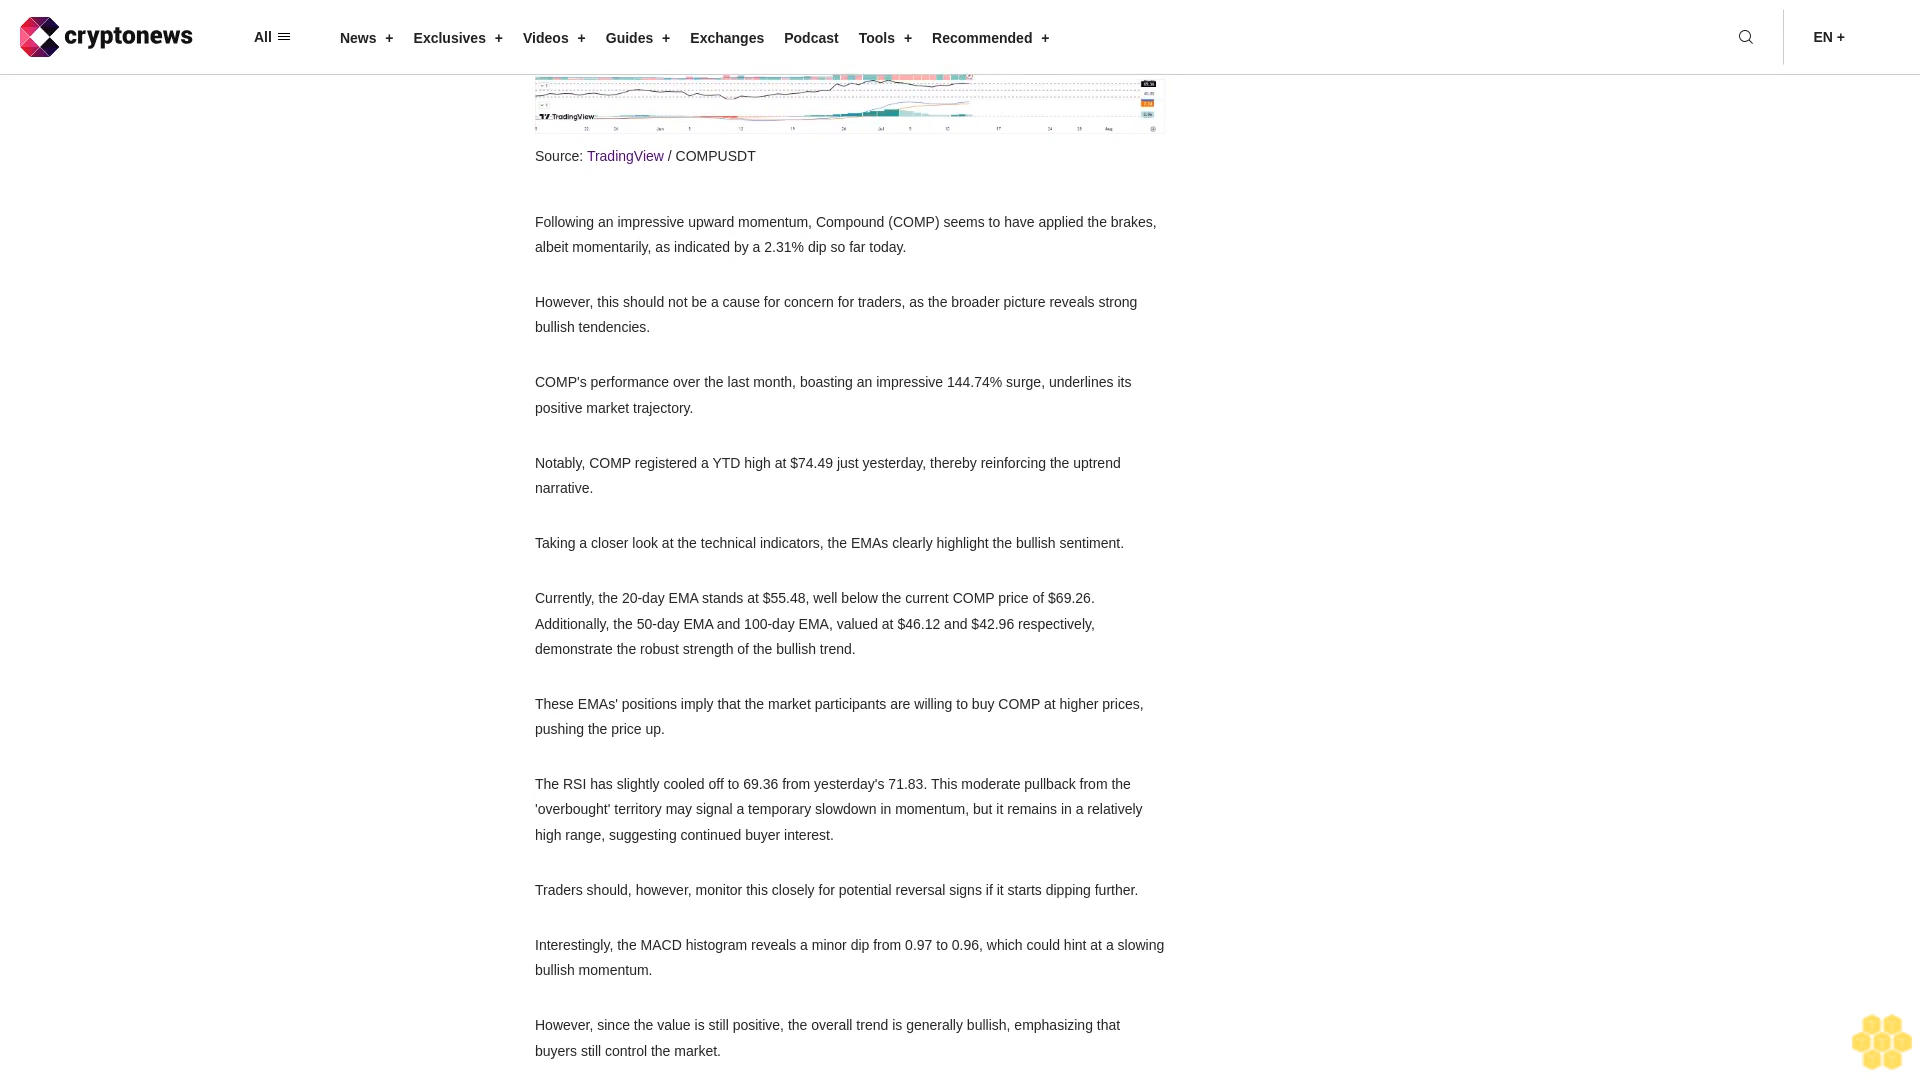 cryptonews
All
News + Exclusives + Videos + Guides + Exchanges Podcast Tools + Recommended +
EN +
TradingView
Source: TradingView / COMPUSDT
Following an impressive upward momentum, Compound (COMP) seems to have applied the brakes,
albeit momentarily, as indicated by a 2.31% dip so far today.
However, this should not be a cause for concern for traders, as the broader picture reveals strong
bullish tendencies.
COMP's performance over the last month, boasting an impressive 144.74% surge, underlines its
positive market trajectory.
Notably, COMP registered a YTD high at $74.49 just yesterday, thereby reinforcing the uptrend
narrative.
Taking a closer look at the technical indicators, the EMAs clearly highlight the bullish sentiment.
Currently, the 20-day EMA stands at $55.48, well below the current COMP price of $69.26.
Additionally, the 50-day EMA and 100-day EMA, valued at $46.12 and $42.96 respectively,
demonstrate the robust strength of the bullish trend.
These EMAs' positions imply that the market participants are willing to buy COMP at higher prices,
pushing the price up.
The RSI has slightly cooled off to 69.36 from yesterday's 71.83. This moderate pullback from the
'overbought' territory may signal a temporary slowdown in momentum, but it remains in a relatively
high range, suggesting continued buyer interest.
Traders should, however, monitor this closely for potential reversal signs if it starts dipping further.
Interestingly, the MACD histogram reveals a minor dip from 0.97 to 0.96, which could hint at a slowing
bullish momentum.
However, since the value is still positive, the overall trend is generally bullish, emphasizing that
buyers still control the market.